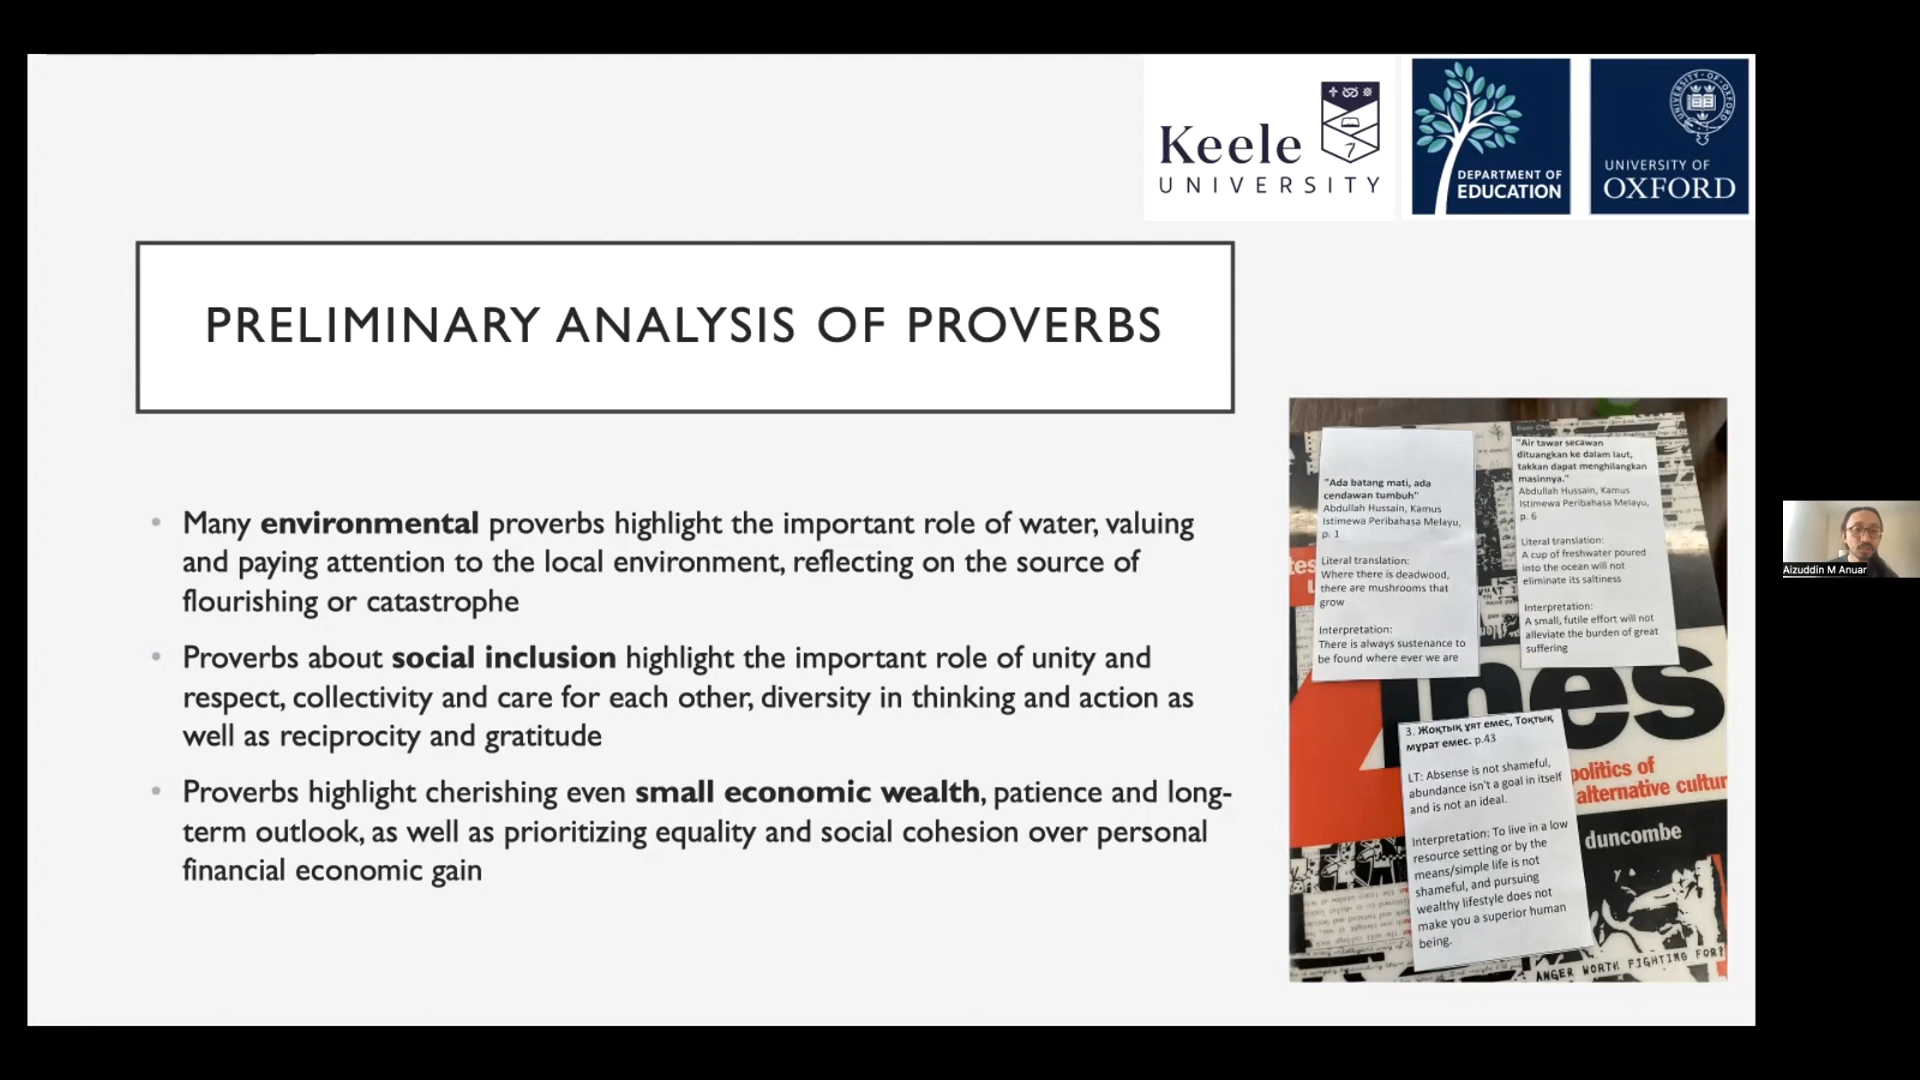 Keele
UNIVERSITY
DEPARTMENT OF
EDUCATION
UNIVERSITY OF
OXFORD
PRELIMINARY ANALYSIS OF PROVERBS
• Many environmental proverbs highlight the important role of water, valuing
and paying attention to the local environment, reflecting on the source of
flourishing or catastrophe
• Proverbs about social inclusion highlight the important role of unity and
respect, collectivity and care for each other, diversity in thinking and action as
well as reciprocity and gratitude
• Proverbs highlight cherishing even small economic wealth, patience and long-
term outlook, as well as prioritizing equality and social cohesion over personal
financial economic gain
"Ada batang mati, ada
cendawan tumbuh"
Abdullah Hussain, Kamus
Istimewa Peribahasa Melayu,
p. 1
Literal translation:
Where there is deadwood,
there are mushrooms that
grow
Interpretation:
There is always sustenance to
be found where ever we are
"Air tawar secawan
dituangkan ke dalam laut,
takkan dapat menghilangkan
masinnya."
Abdullah Hussain, Kamus
Istimewa Peribahasa Melayu,
p. 6
Literal translation:
A cup of freshwater poured
into the ocean will not
eliminate its saltiness
Interpretation:
A small, futile effort will not
alleviate the burden of great
suffering
3. Жоқтық ұят емес, Тоқтық
мұрат емес. p.43
LT: Absense is not shameful,
abundance isn't a goal in itself
and is not an ideal.
Interpretation: To live in a low
resource setting or by the
means/simple life is not
shameful, and pursuing
wealthy lifestyle does not
make you a superior human
being.
nes
politics of
alternative cultur
duncombe
ANGER WORTH FIGHTING FOR?
Aizuddin M Anuar